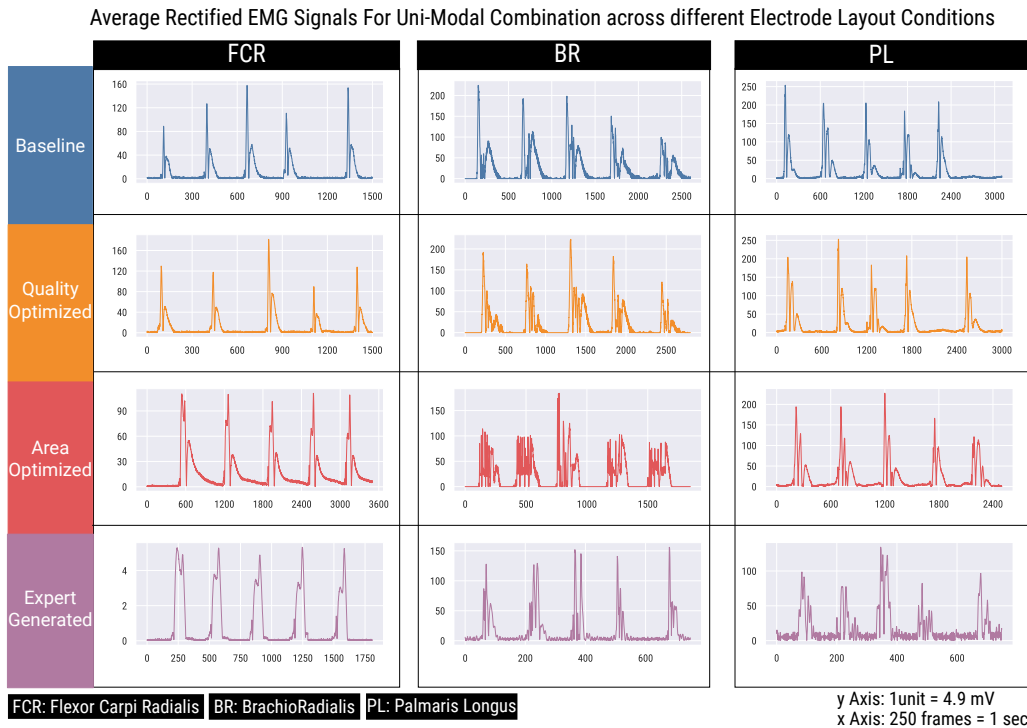 Average Rectified EMG Signals For Uni-Modal Combination across different Electrode Layout Conditions
FCR BR PL
Baseline
160
120
80
40
0
0 300 600 900 1200 1500
200
150
100
50
0
0 500 1000 1500 2000 2500
250
200
150
100
50
0
0 600 1200 1800 2400 3000
Quality
Optimized
160
120
80
40
0
0 300 600 900 1200 1500
200
150
100
50
0
0 500 1000 1500 2000 2500
250
200
150
100
50
0
0 600 1200 1800 2400 3000
Area
Optimized
90
60
30
0
0 600 1200 1800 2400 3000 3600
150
100
50
0
0 500 1000 1500
200
150
100
50
0
0 600 1200 1800 2400
Expert
Generated
4
2
0
0 250 500 750 1000 1250 1500 1750
150
100
50
0
0 200 400 600
100
50
0
0 200 400 600
FCR: Flexor Carpi Radialis BR: BrachioRadialis PL: Palmaris Longus
y Axis: 1unit = 4.9 mV
x Axis: 250 frames = 1 sec